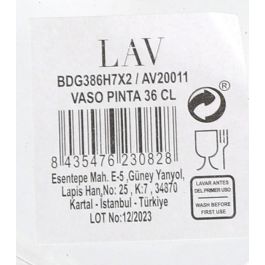 LAV
BDG386H7X2 / AV20011
VASO PINTA 36 CL
®
8 435476 230828
Esentepe Mah. E-5 ,Güney Yanyol,
Lapis Han,No: 25 , K:7 , 34870
Kartal - İstanbul - Türkiye
LOT No:12/2023
LAVAR ANTES
DEL PRIMER USO
WASH BEFORE
FIRST USE